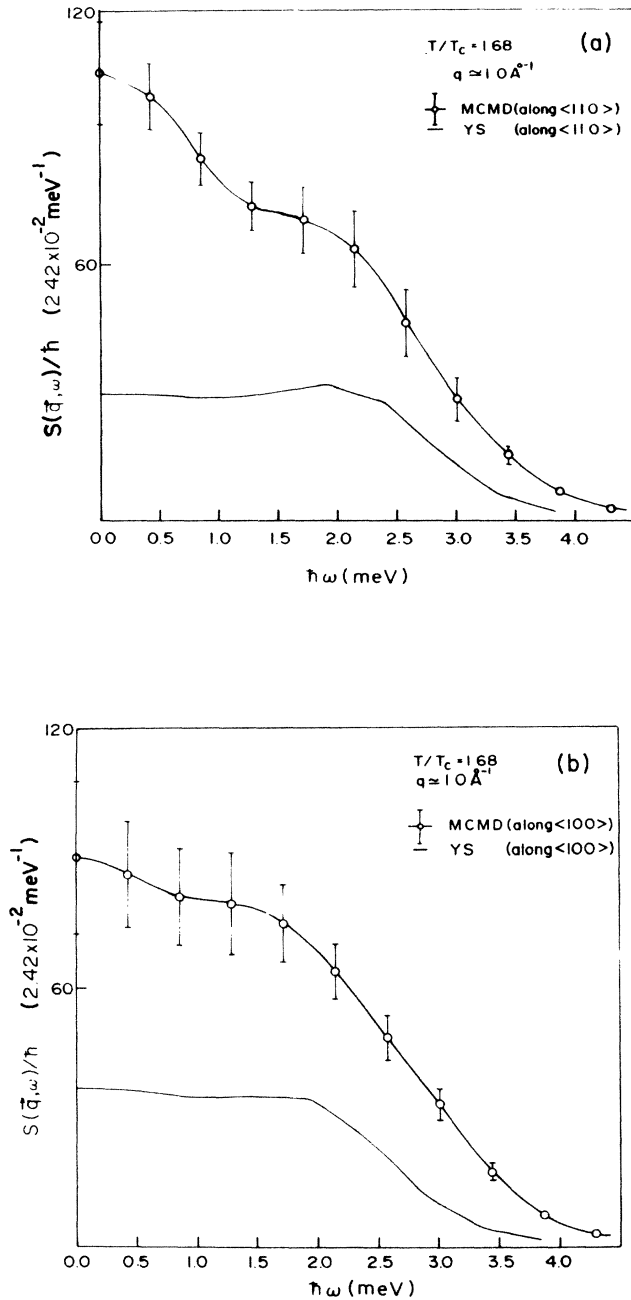 120
T/Tc = 1.68
(a)
q ≃ 1.0 Å⁻¹
MCMD (along <110>)
YS (along <110>)
60
S(q⃗,ω)/ħ (2.42×10⁻² meV⁻¹)
0.0 0.5 1.0 1.5 2.0 2.5 3.0 3.5 4.0
ħω (meV)
120
T/Tc = 1.68
(b)
q ≃ 1.0 Å⁻¹
MCMD (along <100>)
YS (along <100>)
60
S(q⃗,ω)/ħ (2.42×10⁻² meV⁻¹)
0.0 0.5 1.0 1.5 2.0 2.5 3.0 3.5 4.0
ħω (meV)